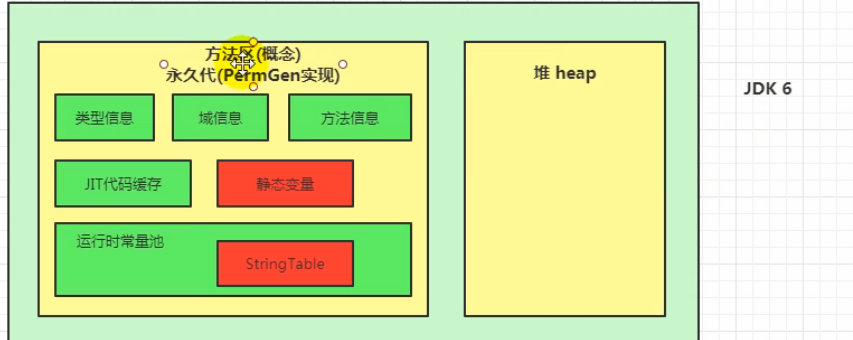 方法区(概念)
永久代(PermGen实现)
堆 heap
JDK 6
类型信息
域信息
方法信息
JIT代码缓存
静态变量
运行时常量池
StringTable